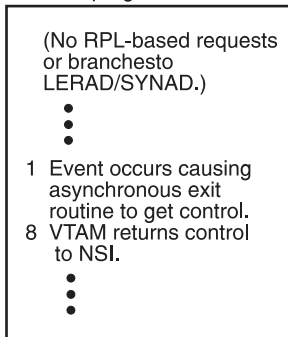 (No RPL-based requests
or branchesto
LERAD/SYNAD.)
•
•
•
1 Event occurs causing
asynchronous exit
routine to get control.
8 VTAM returns control
to NSI.
•
•
•